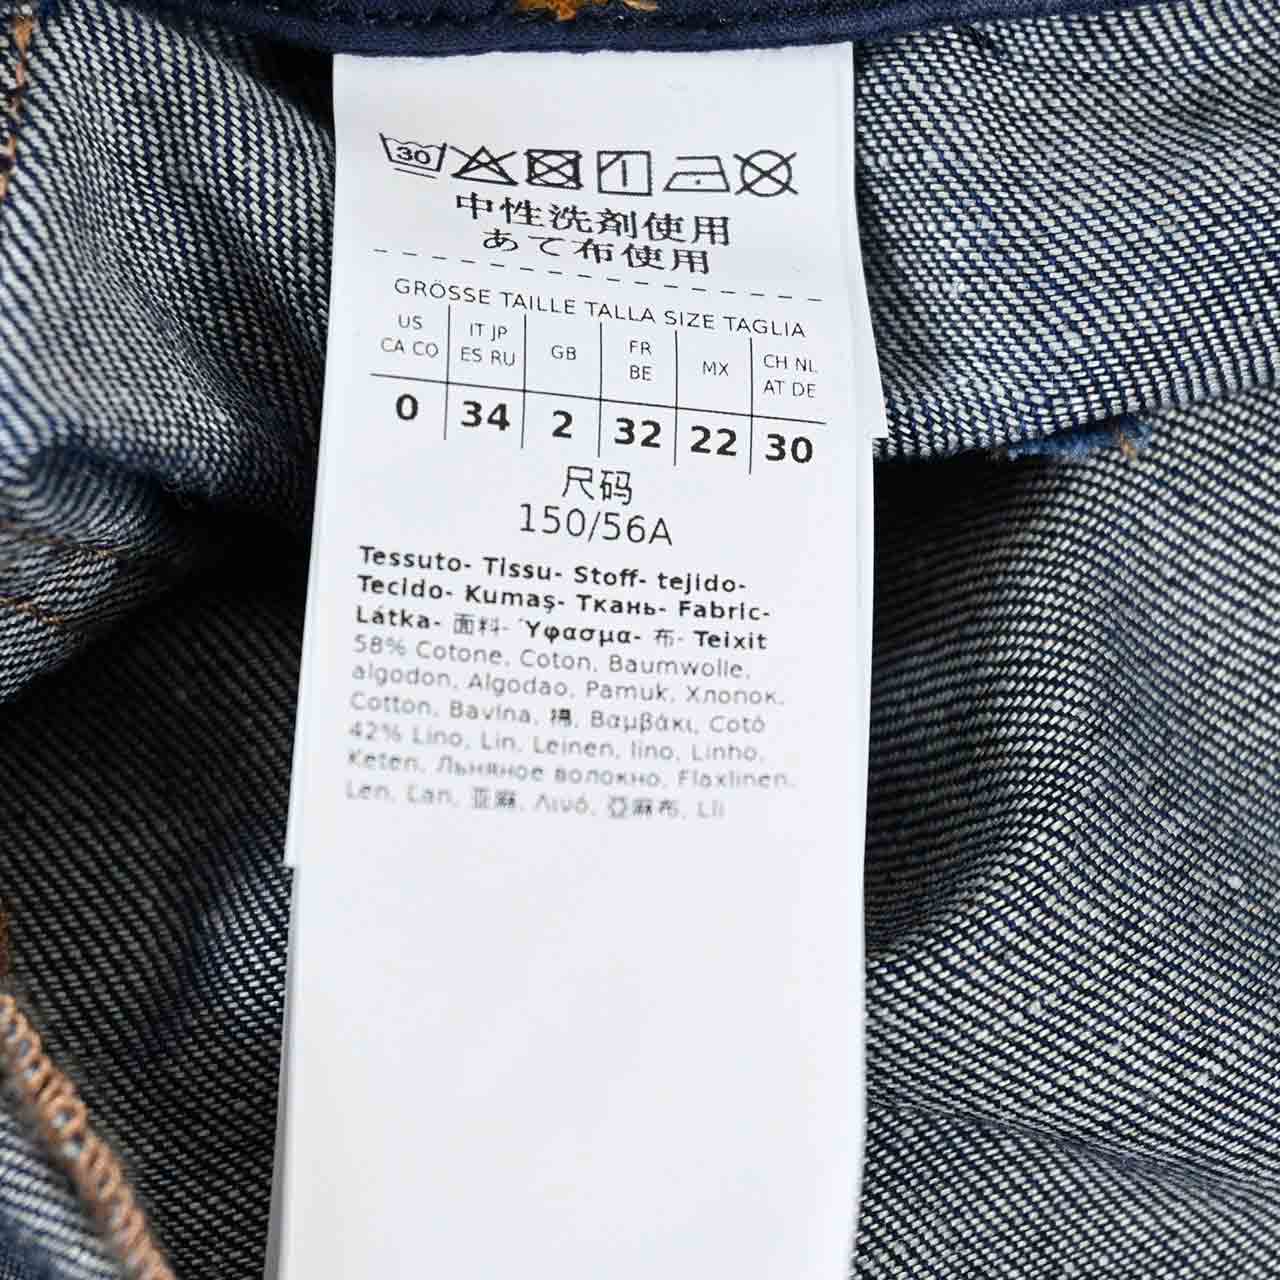 30
中性洗剤使用
あて布使用
GRÖSSE TAILLE TALLA SIZE TAGLIA
US CA CO | IT JP ES RU | GB | FR BE | MX | CH NL AT DE
0 | 34 | 2 | 32 | 22 | 30
尺码
150/56A
Tessuto- Tissu- Stoff- tejido-
Tecido- Kumaş- Ткань- Fabric-
Látka- 面料- Ύφασμα- 布- Teixit
58% Cotone, Coton, Baumwolle,
algodon, Algodao, Pamuk, Хлопок,
Cotton, Bavlna, 棉, Βαμβάκι, Cotó
42% Lino, Lin, Leinen, lino, Linho,
Keten, Льняное волокно, Flaxlinen,
Len, Ľan, 亚麻, Λινό, 亞麻布, Lli